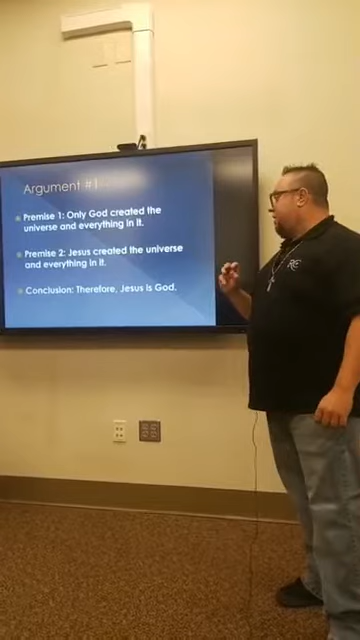 Argument #1
Premise 1: Only God created the
universe and everything in it.
Premise 2: Jesus created the universe
and everything in it.
Conclusion: Therefore, Jesus is God.